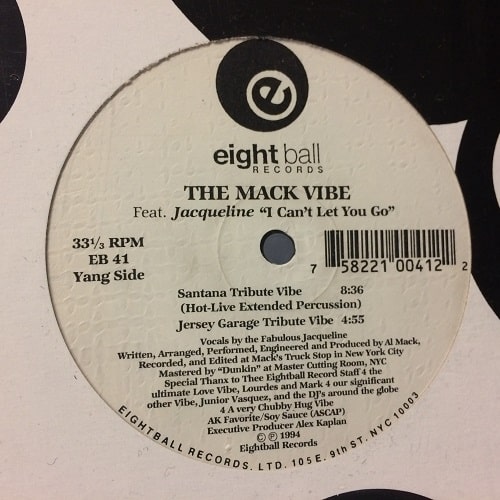 e
eight ball
RECORDS
THE MACK VIBE
Feat. Jacqueline "I Can't Let You Go"
33⅓ RPM
EB 41
Yang Side
7 58221 00412 2
Santana Tribute Vibe 8:36
(Hot-Live Extended Percussion)
Jersey Garage Tribute Vibe 4:55
Vocals by the Fabulous Jacqueline
Written, Arranged, Performed, Engineered and Produced by Al Mack,
Recorded, and Edited at Mack's Truck Stop in New York City
Mastered by "Dunkin" at Master Cutting Room, NYC
Special Thanx to Thee Eightball Record Staff 4 the
ultimate Love Vibe, Lourdes and Mark 4 our significant
other Vibe, Junior Vasquez, and the DJ's around the globe
4 A very Chubby Hug Vibe
AK Favorite/Soy Sauce (ASCAP)
Executive Producer Alex Kaplan
© ℗ 1994
Eightball Records
EIGHTBALL RECORDS, LTD. 105 E. 9th ST. NYC 10003